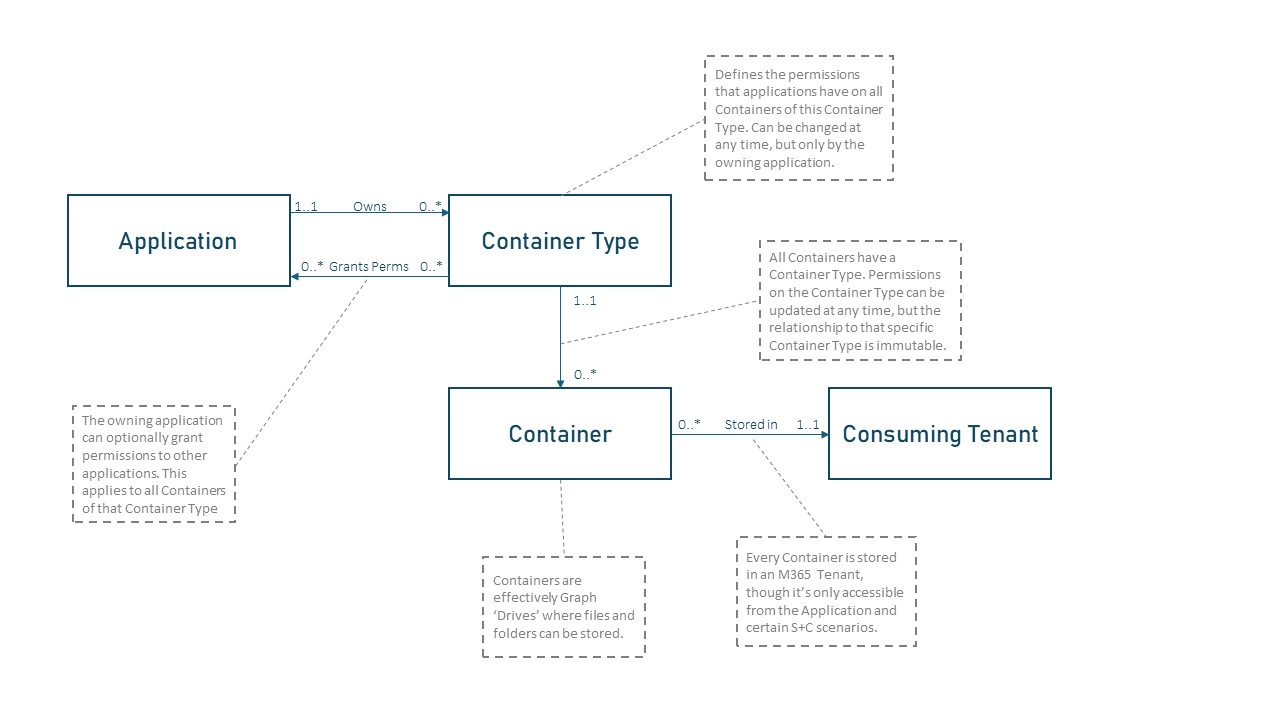 Defines the permissions
that applications have on all
Containers of this Container
Type. Can be changed at
any time, but only by the
owning application.
1..1 Owns 0..*
Application
Container Type
0..* Grants Perms 0..*
All Containers have a
Container Type. Permissions
on the Container Type can be
updated at any time, but the
relationship to that specific
Container Type is immutable.
1..1
0..*
The owning application
can optionally grant
permissions to other
applications. This
applies to all Containers
of that Container Type
Container
0..* Stored in 1..1
Consuming Tenant
Containers are
effectively Graph
‘Drives’ where files and
folders can be stored.
Every Container is stored
in an M365 Tenant,
though it’s only accessible
from the Application and
certain S+C scenarios.